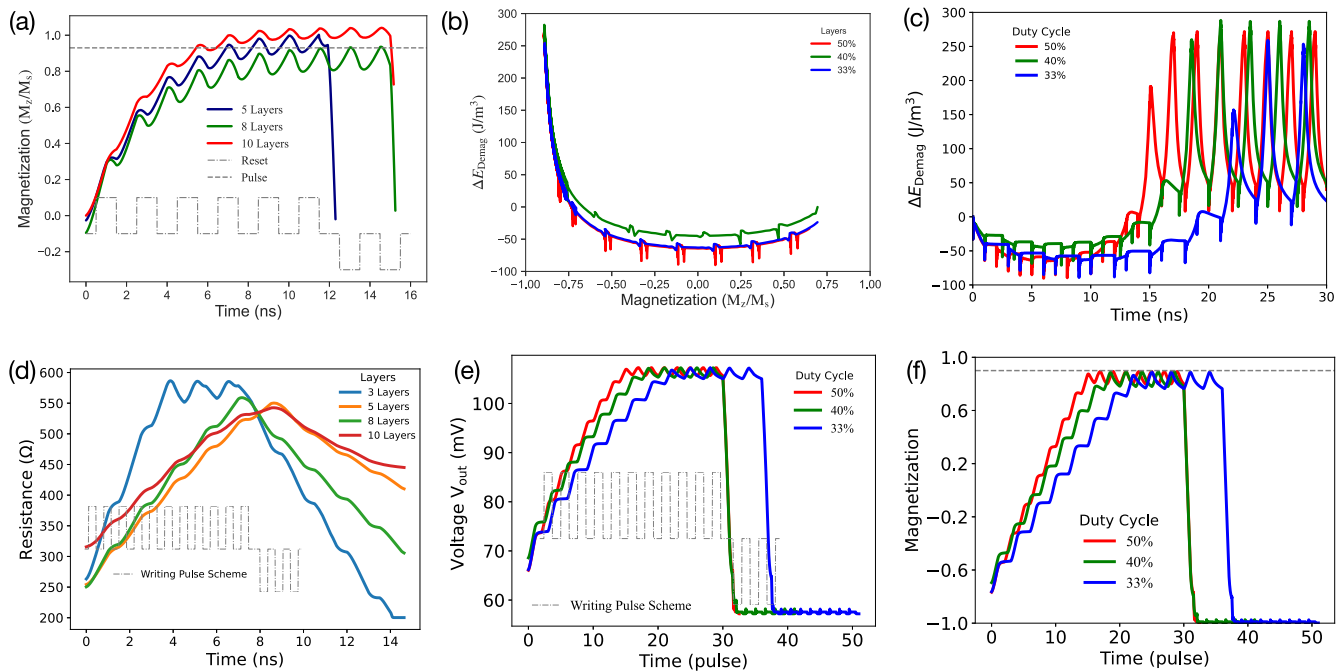 (a)
Magnetization (Mz/Ms)
1.0
0.8
0.6
0.4
0.2
0.0
−0.2
5 Layers
8 Layers
10 Layers
Reset
Pulse
0 2 4 6 8 10 12 14 16
Time (ns)
(b)
ΔEDemag (J/m³)
300
250
200
150
100
50
0
−50
−100
Layers
50%
40%
33%
−1.00 −0.75 −0.50 −0.25 0.00 0.25 0.50 0.75 1.00
Magnetization (Mz/Ms)
(c)
ΔEDemag (J/m³)
300
250
200
150
100
50
0
−50
−100
Duty Cycle
50%
40%
33%
0 5 10 15 20 25 30
Time (ns)
(d)
Resistance (Ω)
600
550
500
450
400
350
300
250
200
Layers
3 Layers
5 Layers
8 Layers
10 Layers
Writing Pulse Scheme
0 2 4 6 8 10 12 14
Time (ns)
(e)
Voltage Vout (mV)
100
90
80
70
60
Duty Cycle
50%
40%
33%
Writing Pulse Scheme
0 10 20 30 40 50
Time (pulse)
(f)
Magnetization
1.0
0.6
0.2
−0.2
−0.6
−1.0
Duty Cycle
50%
40%
33%
0 10 20 30 40 50
Time (pulse)